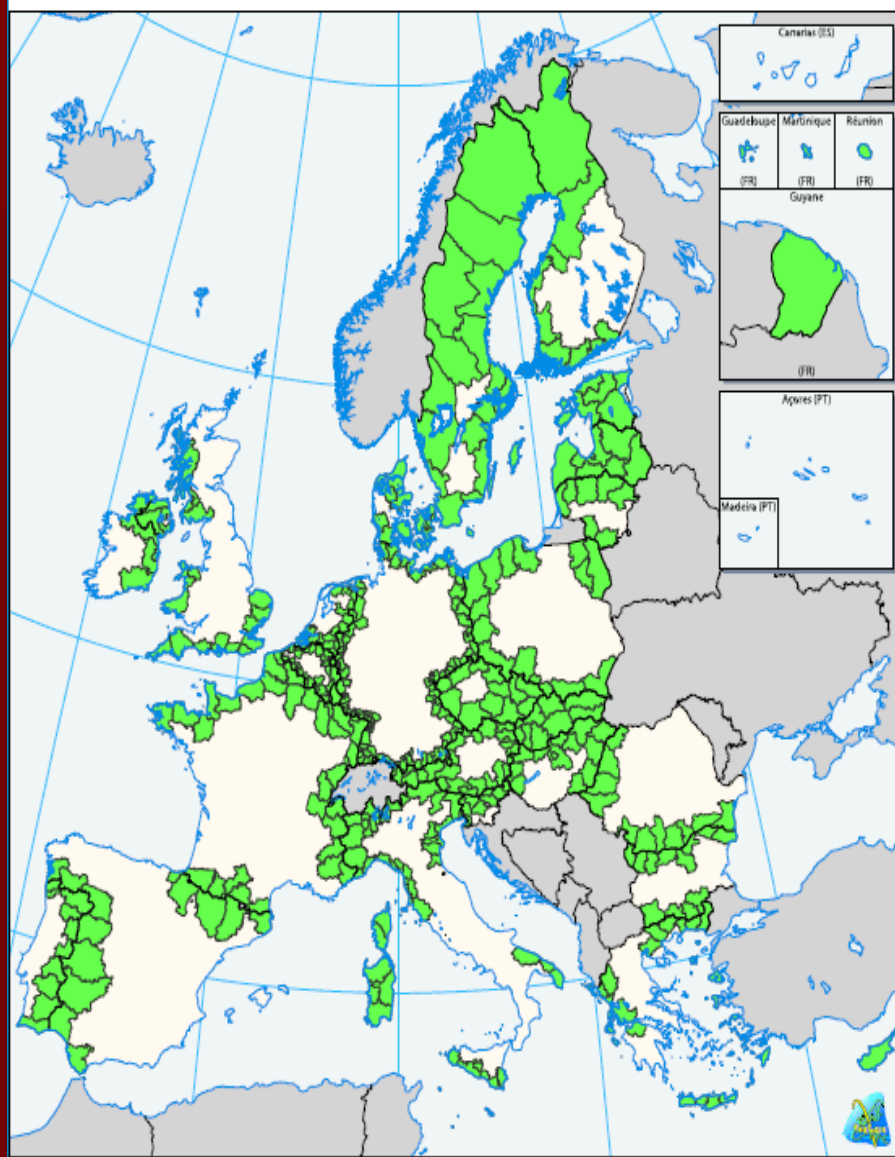 Canarias (ES)
Guadeloupe
Martinique
Réunion
(FR)
(FR)
(FR)
Guyane
(FR)
Açores (PT)
Madeira (PT)